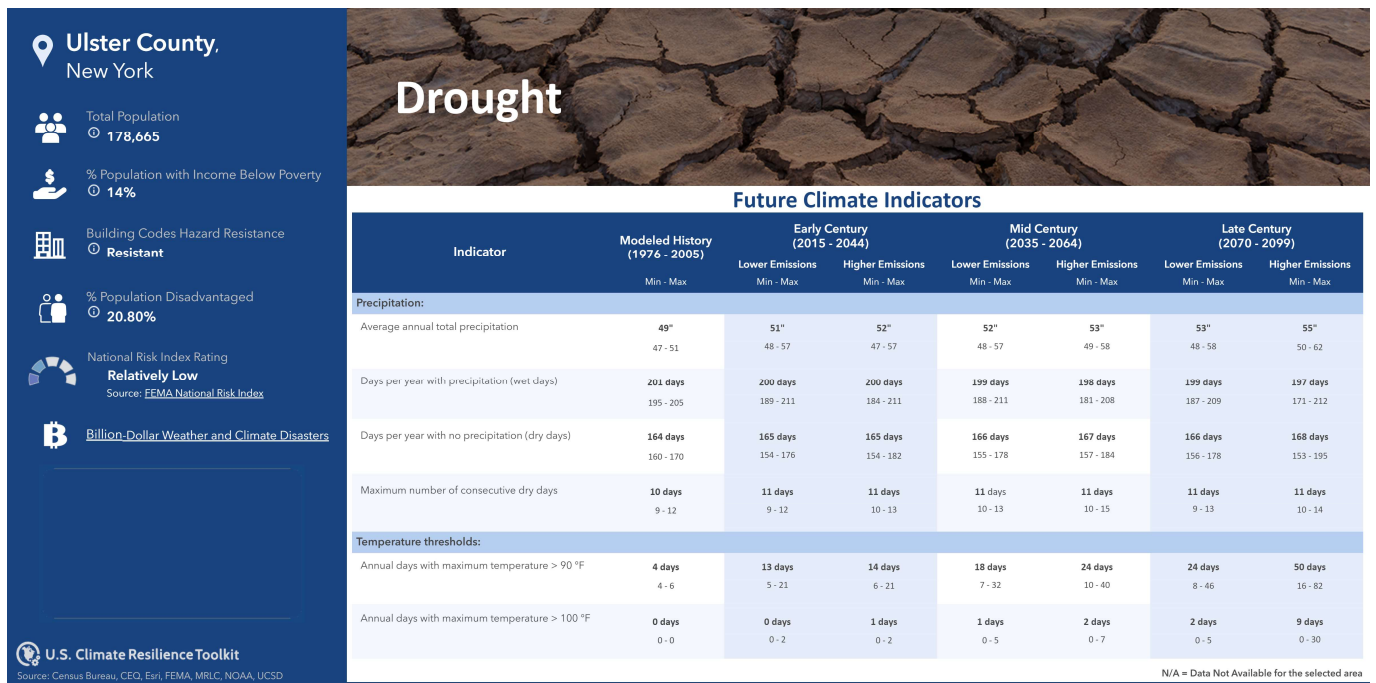 Ulster County,
New York
Total Population
178,665
% Population with Income Below Poverty
14%
Building Codes Hazard Resistance
Resistant
% Population Disadvantaged
20.80%
National Risk Index Rating
Relatively Low
Source: FEMA National Risk Index
Billion-Dollar Weather and Climate Disasters
U.S. Climate Resilience Toolkit
Source: Census Bureau, CEQ, Esri, FEMA, MRLC, NOAA, UCSD
Drought
Future Climate Indicators
Indicator
Modeled History
(1976 - 2005)
Early Century
(2015 - 2044)
Mid Century
(2035 - 2064)
Late Century
(2070 - 2099)
Lower Emissions Higher Emissions Lower Emissions Higher Emissions Lower Emissions Higher Emissions
Min - Max Min - Max Min - Max Min - Max Min - Max Min - Max Min - Max
Precipitation:
Average annual total precipitation 49" 51" 52" 52" 53" 53" 55"
47 - 51 48 - 57 47 - 57 48 - 57 49 - 58 48 - 58 50 - 62
Days per year with precipitation (wet days) 201 days 200 days 200 days 199 days 198 days 199 days 197 days
195 - 205 189 - 211 184 - 211 188 - 211 181 - 208 187 - 209 171 - 212
Days per year with no precipitation (dry days) 164 days 165 days 165 days 166 days 167 days 166 days 168 days
160 - 170 154 - 176 154 - 182 155 - 178 157 - 184 156 - 178 153 - 195
Maximum number of consecutive dry days 10 days 11 days 11 days 11 days 11 days 11 days 11 days
9 - 12 9 - 12 10 - 13 10 - 13 10 - 15 9 - 13 10 - 14
Temperature thresholds:
Annual days with maximum temperature > 90 °F 4 days 13 days 14 days 18 days 24 days 24 days 50 days
4 - 6 5 - 21 6 - 21 7 - 32 10 - 40 8 - 46 16 - 82
Annual days with maximum temperature > 100 °F 0 days 0 days 1 days 1 days 2 days 2 days 9 days
0 - 0 0 - 2 0 - 2 0 - 5 0 - 7 0 - 5 0 - 30
N/A = Data Not Available for the selected area